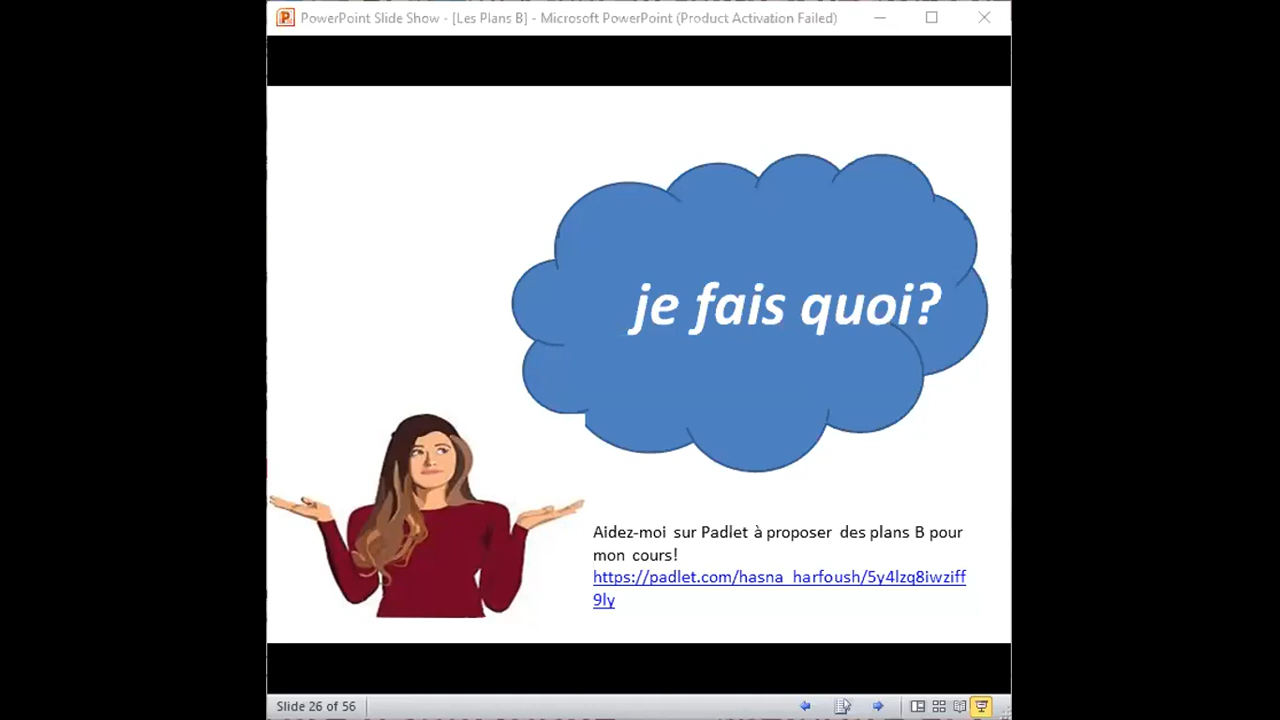 PowerPoint Slide Show - [Les Plans B] - Microsoft PowerPoint (Product Activation Failed)
je fais quoi?
Aidez-moi sur Padlet à proposer des plans B pour
mon cours!
https://padlet.com/hasna_harfoush/5y4lzq8iwziff
9ly
Slide 26 of 56